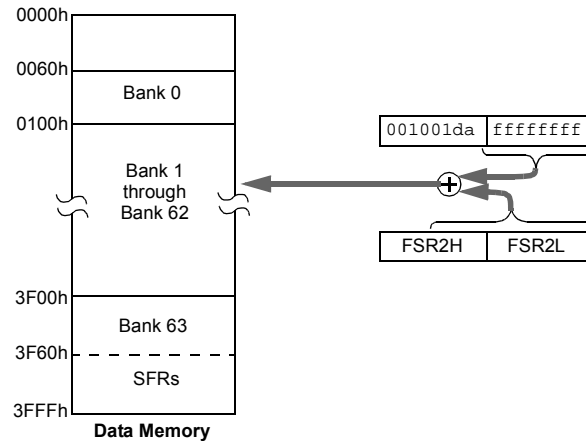 0000h
0060h
Bank 0
0100h
001001da ffffffff
Bank 1
through
Bank 62
FSR2H FSR2L
3F00h
Bank 63
3F60h
SFRs
3FFFh
Data Memory